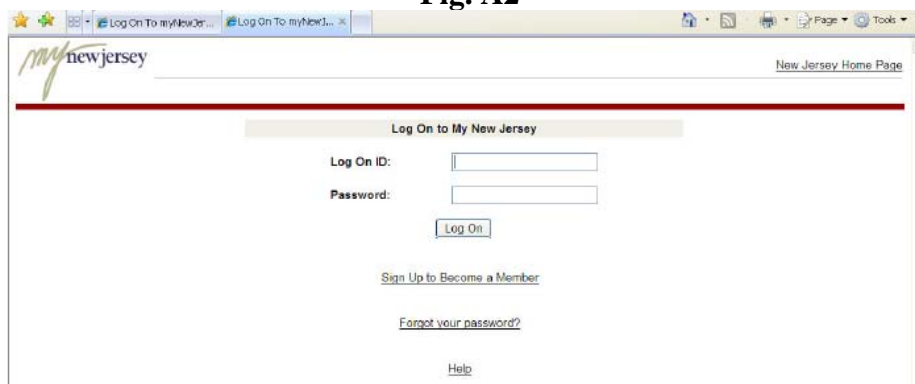 Fig. A2
Log On To myNewJer... Log On To myNewJ... Page Tools
my newjersey
New Jersey Home Page
Log On to My New Jersey
Log On ID:
Password:
Log On
Sign Up to Become a Member
Forgot your password?
Help